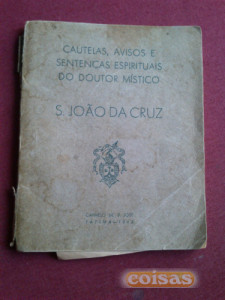 CAUTELAS, AVISOS E
SENTENÇAS ESPIRITUAIS
DO DOUTOR MÍSTICO
S. JOÃO DA CRUZ
coisas